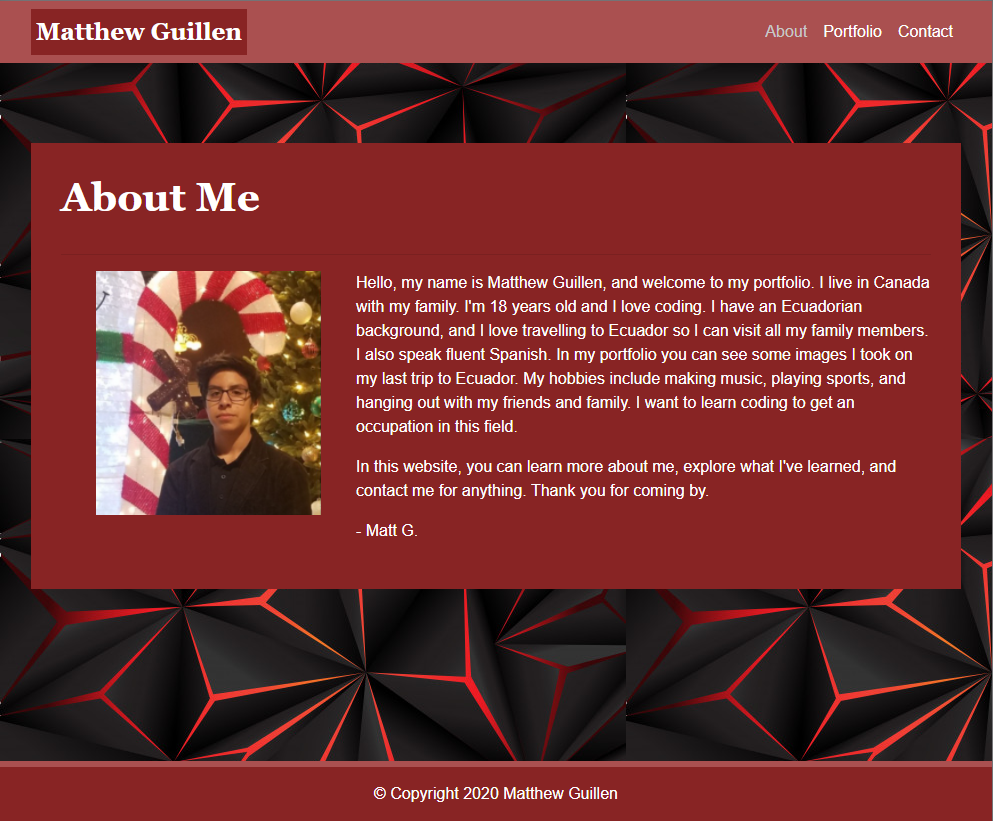 Matthew Guillen
About Portfolio Contact
About Me
Hello, my name is Matthew Guillen, and welcome to my portfolio. I live in Canada
with my family. I'm 18 years old and I love coding. I have an Ecuadorian
background, and I love travelling to Ecuador so I can visit all my family members.
I also speak fluent Spanish. In my portfolio you can see some images I took on
my last trip to Ecuador. My hobbies include making music, playing sports, and
hanging out with my friends and family. I want to learn coding to get an
occupation in this field.
In this website, you can learn more about me, explore what I've learned, and
contact me for anything. Thank you for coming by.
- Matt G.
© Copyright 2020 Matthew Guillen